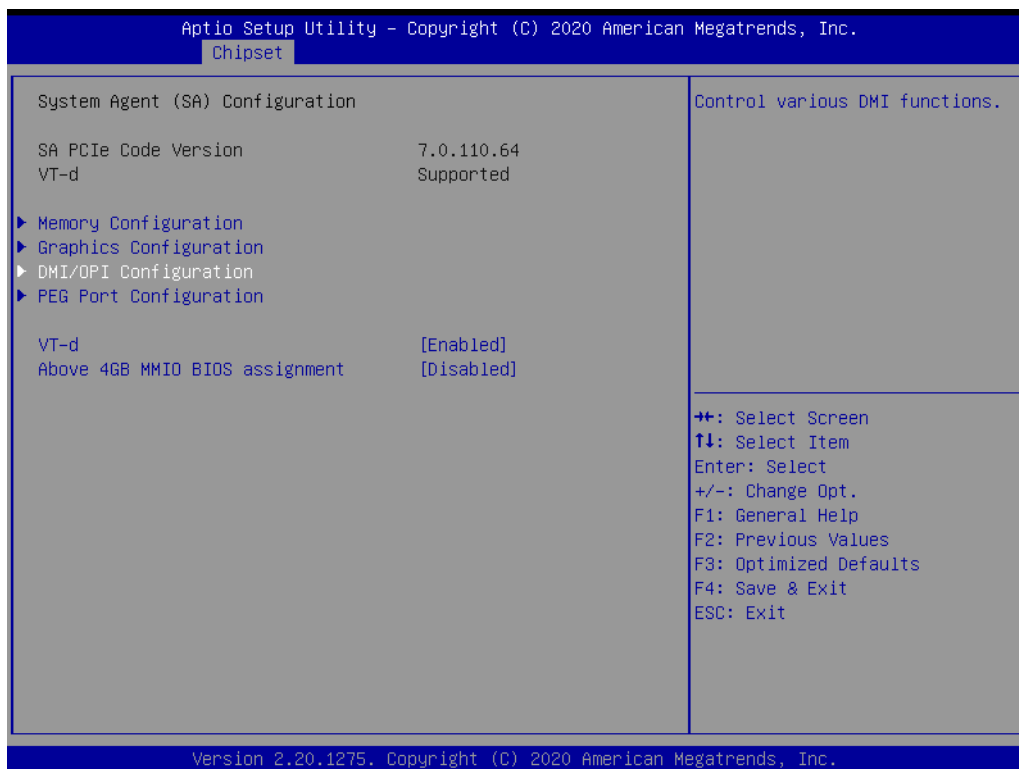 Aptio Setup Utility – Copyright (C) 2020 American Megatrends, Inc.
Chipset
System Agent (SA) Configuration
SA PCIe Code Version 7.0.110.64
VT-d Supported
▶ Memory Configuration
▶ Graphics Configuration
▶ DMI/OPI Configuration
▶ PEG Port Configuration
VT-d [Enabled]
Above 4GB MMIO BIOS assignment [Disabled]
Control various DMI functions.
→←: Select Screen
↑↓: Select Item
Enter: Select
+/-: Change Opt.
F1: General Help
F2: Previous Values
F3: Optimized Defaults
F4: Save & Exit
ESC: Exit
Version 2.20.1275. Copyright (C) 2020 American Megatrends, Inc.